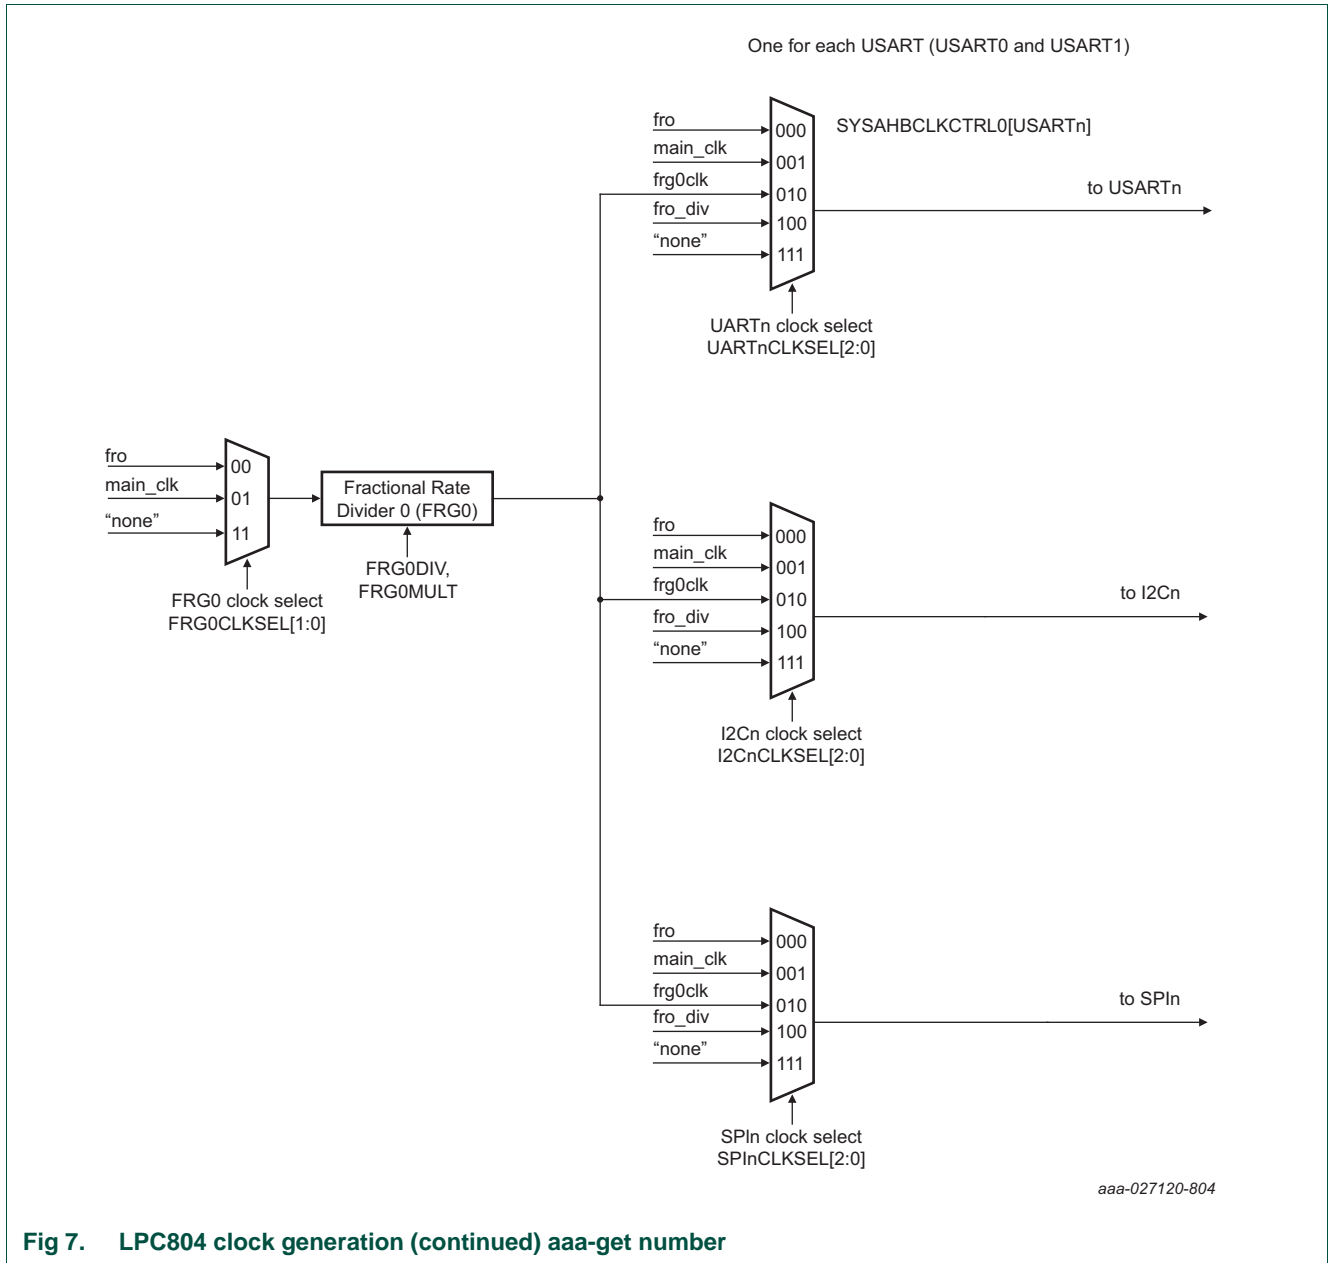 One for each USART (USART0 and USART1)
fro
000
SYSAHBCLKCTRL0[USARTn]
main_clk
001
frg0clk
010
to USARTn
fro_div
100
“none”
111
UARTn clock select
UARTnCLKSEL[2:0]
fro
00
main_clk
01
“none”
11
Fractional Rate
Divider 0 (FRG0)
FRG0DIV,
FRG0MULT
FRG0 clock select
FRG0CLKSEL[1:0]
fro
000
main_clk
001
frg0clk
010
to I2Cn
fro_div
100
“none”
111
I2Cn clock select
I2CnCLKSEL[2:0]
fro
000
main_clk
001
frg0clk
010
to SPIn
fro_div
100
“none”
111
SPIn clock select
SPInCLKSEL[2:0]
aaa-027120-804
Fig 7. LPC804 clock generation (continued) aaa-get number